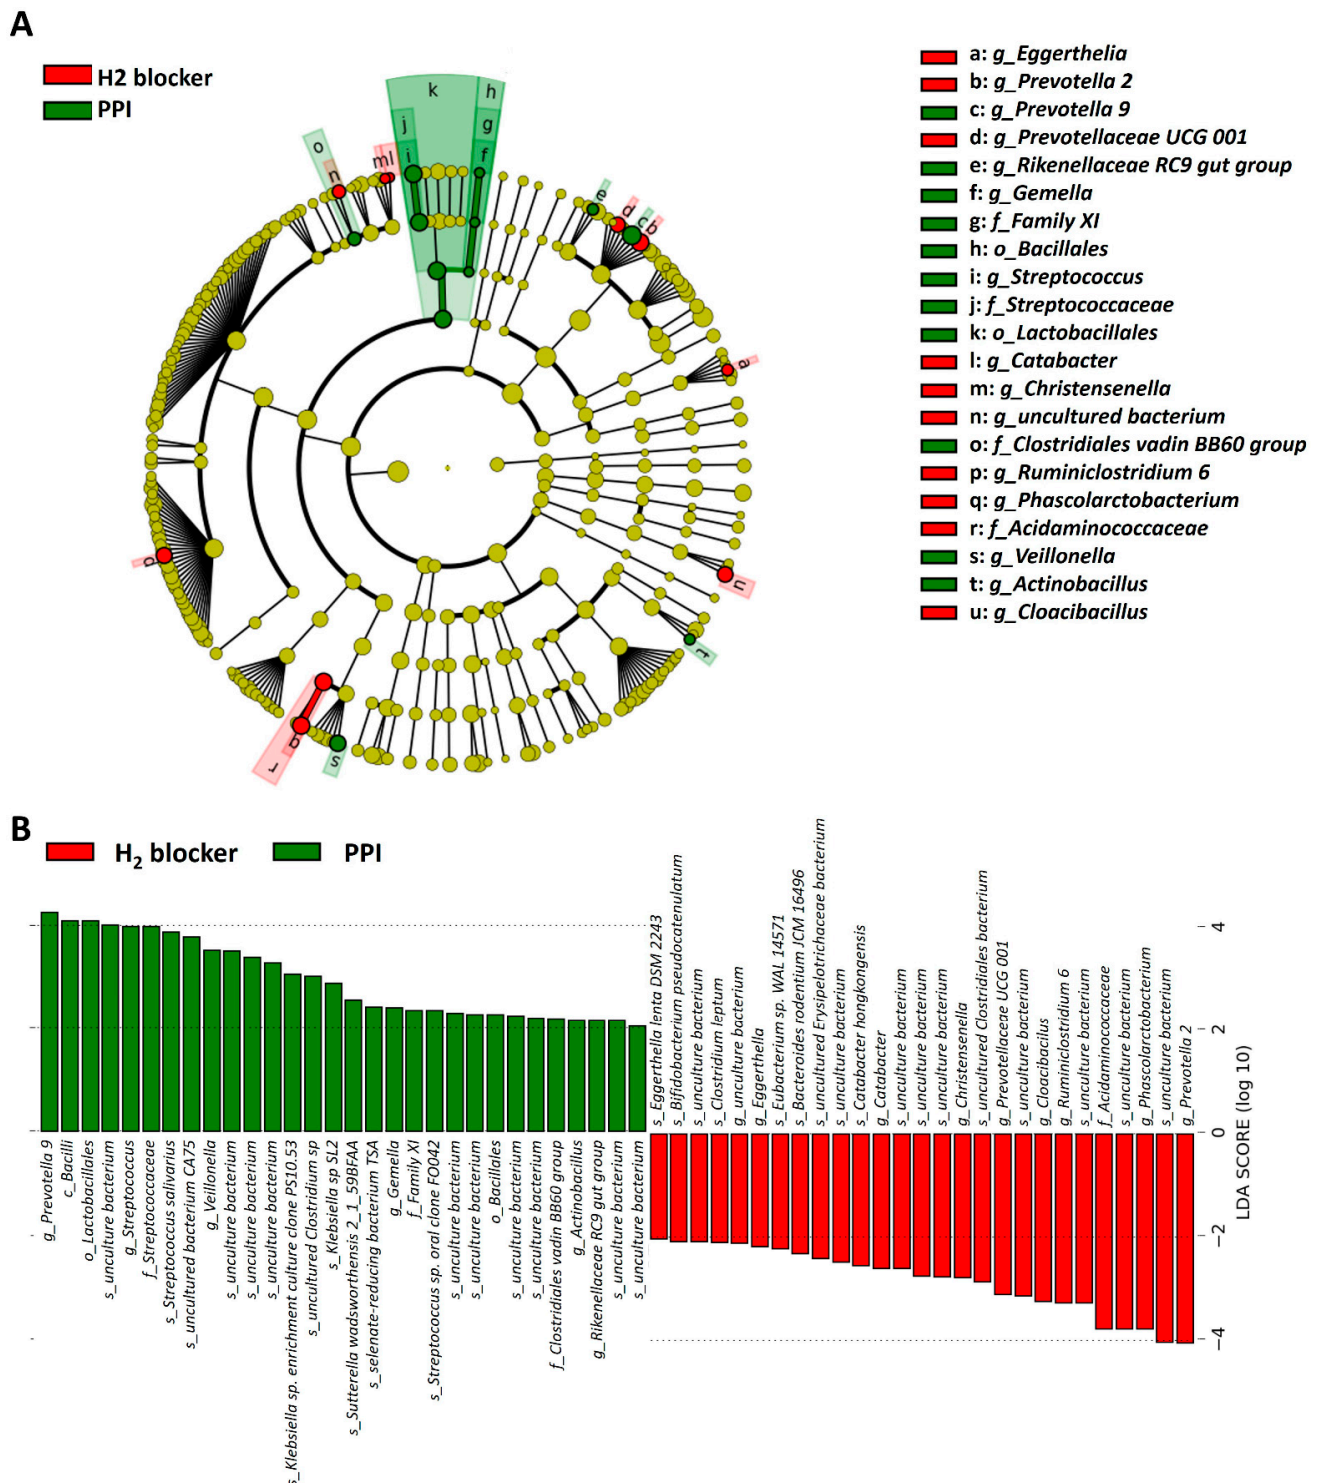 A
H2 blocker
PPI
a: g_Eggerthelia
b: g_Prevotella 2
c: g_Prevotella 9
d: g_Prevotellaceae UCG 001
e: g_Rikenellaceae RC9 gut group
f: g_Gemella
g: f_Family XI
h: o_Bacillales
i: g_Streptococcus
j: f_Streptococcaceae
k: o_Lactobacillales
l: g_Catabacter
m: g_Christensenella
n: g_uncultured bacterium
o: f_Clostridiales vadin BB60 group
p: g_Ruminiclostridium 6
q: g_Phascolarctobacterium
r: f_Acidaminococcaceae
s: g_Veillonella
t: g_Actinobacillus
u: g_Cloacibacillus
k
h
j
g
i
f
o
n
m
l
e
d
c
b
a
p
u
t
q
r
s
B
H2 blocker
PPI
g_Prevotella 9
c_Bacilli
o_Lactobacillales
s_unculture bacterium
g_Streptococcus
f_Streptococcaceae
s_Streptococcus salivarius
s_uncultured bacterium CA75
g_Veillonella
s_unculture bacterium
s_unculture bacterium
s_unculture bacterium
s_Klebsiella sp. enrichment culture clone PS10.53
s_uncultured Clostridium sp
s_Klebsiella sp SL2
s_Sutterella wadsworthensis 2_1_59BFAA
s_selenate-reducing bacterium TSA
g_Gemella
f_Family XI
s_Streptococcus sp. oral clone FO042
s_unculture bacterium
s_unculture bacterium
o_Bacillales
s_unculture bacterium
s_unculture bacterium
f_Clostridiales vadin BB60 group
g_Actinobacillus
g_Rikenellaceae RC9 gut group
s_unculture bacterium
s_unculture bacterium
s_Eggerthella lenta DSM 2243
s_Bifidobacterium pseudocatenulatum
s_unculture bacterium
s_Clostridium leptum
g_unculture bacterium
g_Eggerthella
s_Eubacterium sp. WAL 14571
s_Bacteroides rodentium JCM 16496
s_uncultured Erysipelotrichaceae bacterium
s_unculture bacterium
s_Catabacter hongkongensis
g_Catabacter
s_unculture bacterium
s_unculture bacterium
s_unculture bacterium
g_Christensenella
s_uncultured Clostridiales bacterium
g_Prevotellaceae UCG 001
s_unculture bacterium
g_Cloacibacilus
g_Ruminiclostridium 6
s_unculture bacterium
f_Acidaminococcaceae
s_unculture bacterium
g_Phascolarctobacterium
s_unculture bacterium
g_Prevotella 2
4
2
0
−2
−4
LDA SCORE (log 10)